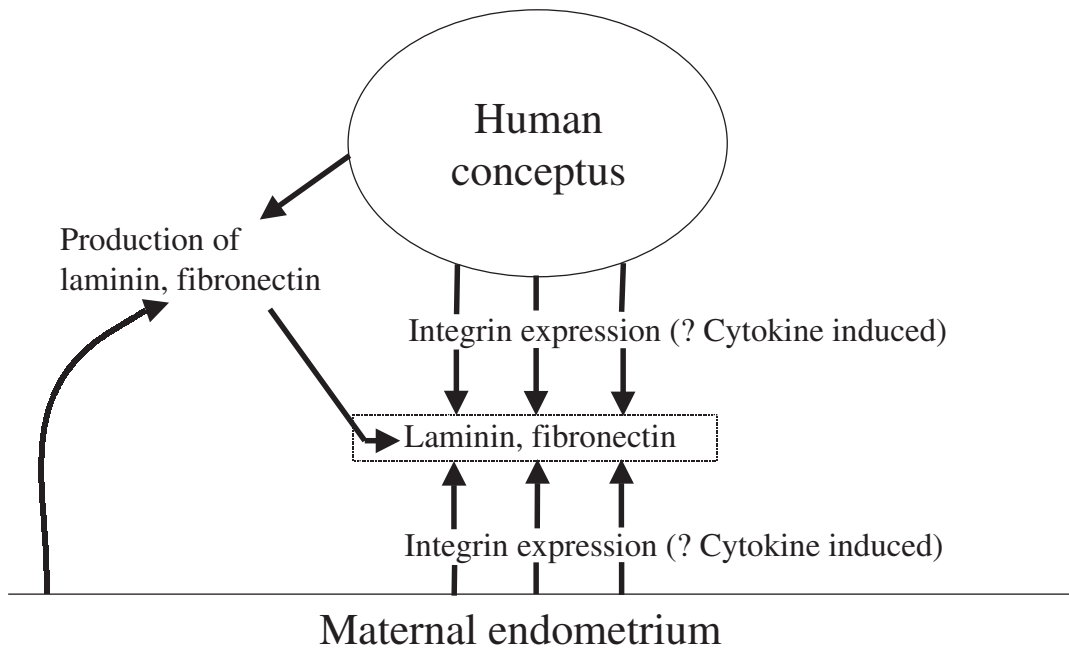 Human
conceptus
Production of
laminin, fibronectin
Integrin expression (? Cytokine induced)
Laminin, fibronectin
Integrin expression (? Cytokine induced)
Maternal endometrium